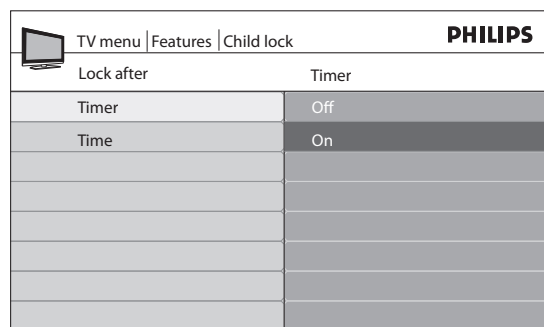 TV menu | Features | Child lock PHILIPS
Lock after Timer
Timer Off
Time On